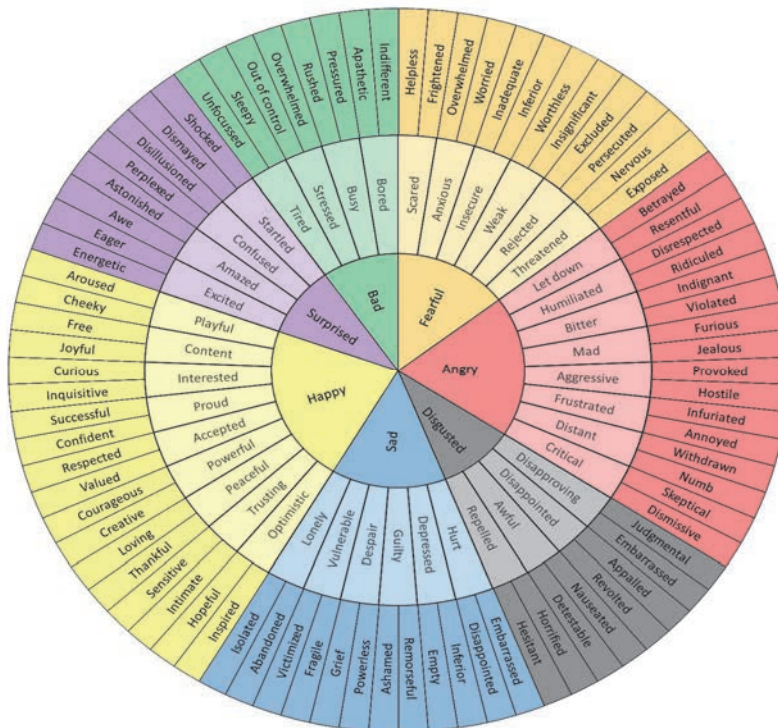 Fearful
Angry
Disgusted
Sad
Happy
Surprised
Bad
Scared
Anxious
Insecure
Weak
Rejected
Threatened
Let down
Humiliated
Bitter
Mad
Aggressive
Frustrated
Distant
Critical
Disapproving
Disappointed
Awful
Repelled
Hurt
Depressed
Guilty
Despair
Vulnerable
Lonely
Optimistic
Trusting
Peaceful
Powerful
Accepted
Proud
Interested
Content
Playful
Excited
Amazed
Confused
Startled
Tired
Stressed
Busy
Bored
Helpless
Frightened
Overwhelmed
Worried
Inadequate
Inferior
Worthless
Insignificant
Excluded
Persecuted
Nervous
Exposed
Betrayed
Resentful
Disrespected
Ridiculed
Indignant
Violated
Furious
Jealous
Provoked
Hostile
Infuriated
Annoyed
Withdrawn
Numb
Skeptical
Dismissive
Judgmental
Embarrassed
Appalled
Revolted
Nauseated
Detestable
Horrified
Hesitant
Embarrassed
Disappointed
Inferior
Empty
Remorseful
Ashamed
Powerless
Grief
Fragile
Victimized
Abandoned
Isolated
Inspired
Hopeful
Intimate
Sensitive
Thankful
Loving
Creative
Courageous
Valued
Respected
Confident
Successful
Inquisitive
Curious
Joyful
Free
Cheeky
Aroused
Energetic
Eager
Awe
Astonished
Perplexed
Disillusioned
Dismayed
Shocked
Unfocussed
Sleepy
Out of control
Overwhelmed
Rushed
Pressured
Apathetic
Indifferent